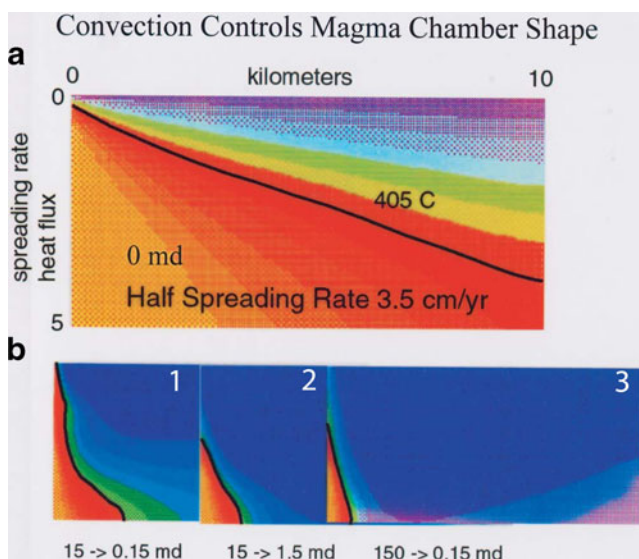 Convection Controls Magma Chamber Shape
a
0 kilometers 10
0
spreading rate
heat flux
405 C
0 md
Half Spreading Rate 3.5 cm/yr
5
b
1 2 3
15 -> 0.15 md 15 -> 1.5 md 150 -> 0.15 md